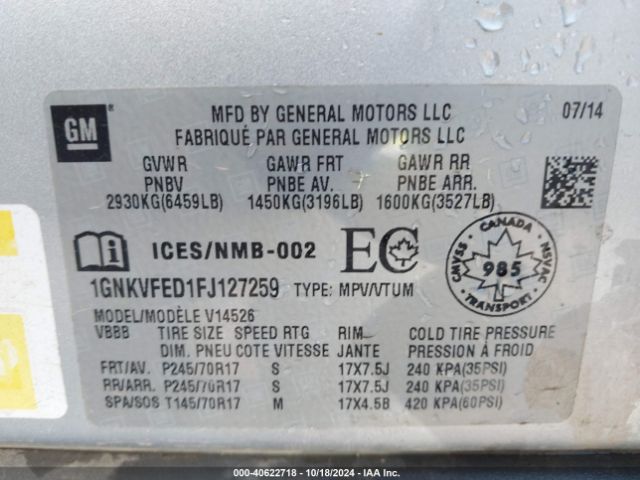 GM
MFD BY GENERAL MOTORS LLC 07/14
FABRIQUÉ PAR GENERAL MOTORS LLC
GVWR GAWR FRT GAWR RR
PNBV PNBE AV. PNBE ARR.
2930KG(6459LB) 1450KG(3196LB) 1600KG(3527LB)
i ICES/NMB-002 EC
CANADA CMVSS 985 NSVAC TRANSPORT
1GNKVFED1FJ127259 TYPE: MPV/VTUM
MODEL/MODÈLE V14526
VBBB TIRE SIZE SPEED RTG RIM COLD TIRE PRESSURE
DIM. PNEU COTE VITESSE JANTE PRESSION À FROID
FRT/AV. P245/70R17 S 17X7.5J 240 KPA(35PSI)
RR/ARR. P245/70R17 S 17X7.5J 240 KPA(35PSI)
SPA/SOS T145/70R17 M 17X4.5B 420 KPA(60PSI)
000-40622718 - 10/18/2024 - IAA Inc.